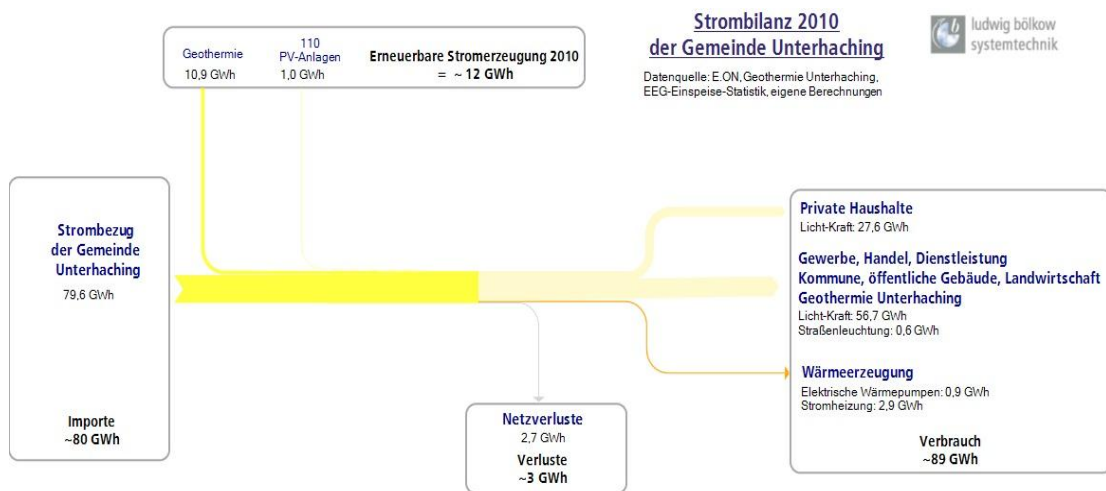 Strombilanz 2010
der Gemeinde Unterhaching
Datenquelle: E.ON, Geothermie Unterhaching,
EEG-Einspeise-Statistik, eigene Berechnungen
ludwig bölkow
systemtechnik
Geothermie
10,9 GWh
110
PV-Anlagen
1,0 GWh
Erneuerbare Stromerzeugung 2010
= ~ 12 GWh
Strombezug
der Gemeinde
Unterhaching
79,6 GWh
Importe
~80 GWh
Netzverluste
2,7 GWh
Verluste
~3 GWh
Private Haushalte
Licht-Kraft: 27,6 GWh
Gewerbe, Handel, Dienstleistung
Kommune, öffentliche Gebäude, Landwirtschaft
Geothermie Unterhaching
Licht-Kraft: 56,7 GWh
Straßenleuchtung: 0,6 GWh
Wärmeerzeugung
Elektrische Wärmepumpen: 0,9 GWh
Stromheizung: 2,9 GWh
Verbrauch
~89 GWh